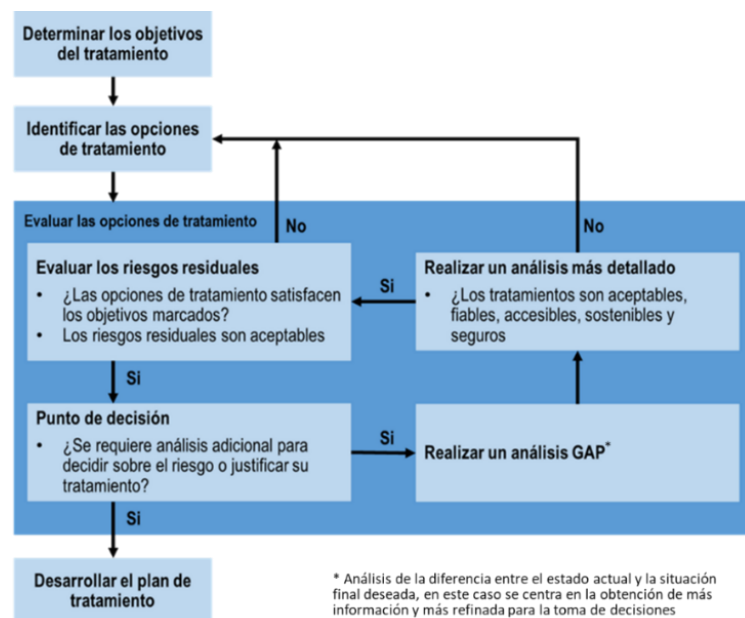 Determinar los objetivos
del tratamiento
Identificar las opciones
de tratamiento
Evaluar las opciones de tratamiento
No
No
Evaluar los riesgos residuales
• ¿Las opciones de tratamiento satisfacen
los objetivos marcados?
• Los riesgos residuales son aceptables
Si
Realizar un análisis más detallado
• ¿Los tratamientos son aceptables,
fiables, accesibles, sostenibles y
seguros
Si
Punto de decisión
• ¿Se requiere análisis adicional para
decidir sobre el riesgo o justificar su
tratamiento?
Si
Realizar un análisis GAP*
Si
Desarrollar el plan de
tratamiento
* Análisis de la diferencia entre el estado actual y la situación
final deseada, en este caso se centra en la obtención de más
información y más refinada para la toma de decisiones